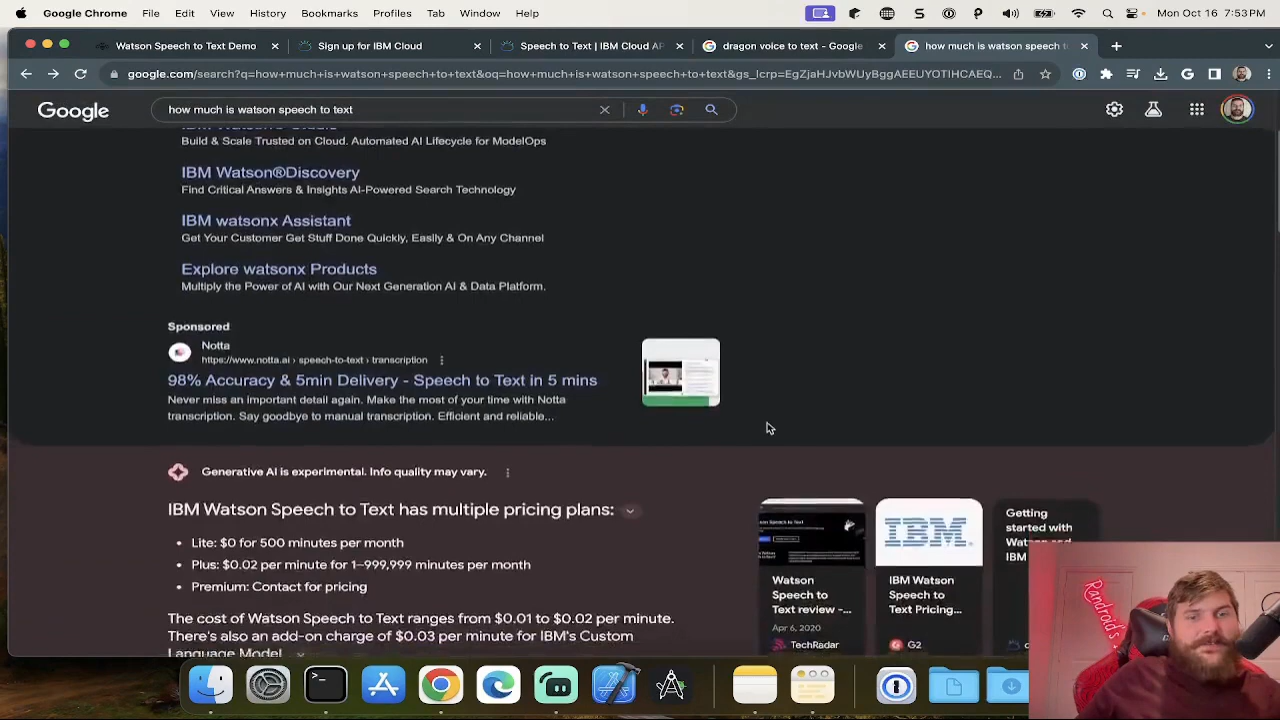 Google Chrome File Edit View History Bookmarks Profiles Tab Window Help Mon Oct 16 7:53PM
Watson Speech to Text Demo Sign up for IBM Cloud Speech to Text | IBM Cloud AP dragon voice to text - Google how much is watson speech t
google.com/search?q=how+much+is+watson+speech+to+text&oq=how+much+is+watson+speech+to+text&gs_lcrp=EgZjaHJvbWUyBggAEEUYOTIHCAEQ...
Google how much is watson speech to text
Build & Scale Trusted on Cloud. Automated AI Lifecycle for ModelOps
IBM Watson®Discovery
Find Critical Answers & Insights AI-Powered Search Technology
IBM watsonx Assistant
Get Your Customer Get Stuff Done Quickly, Easily & On Any Channel
Explore watsonx Products
Multiply the Power of AI with Our Next Generation AI & Data Platform.
Sponsored
Notta
https://www.notta.ai › speech-to-text › transcription
98% Accuracy & 5min Delivery - Speech to Text in 5 mins
Never miss an important detail again. Make the most of your time with Notta
transcription. Say goodbye to manual transcription. Efficient and reliable...
Generative AI is experimental. Info quality may vary.
IBM Watson Speech to Text has multiple pricing plans:
Lite: $0 for 500 minutes per month
Plus: $0.02 per minute for 1–999,999 minutes per month
Premium: Contact for pricing
The cost of Watson Speech to Text ranges from $0.01 to $0.02 per minute.
There's also an add-on charge of $0.03 per minute for IBM's Custom
Language Model
Watson
Speech to
Text review -...
Apr 6, 2020
TechRadar
IBM
IBM Watson
Speech to
Text Pricing...
G2
Getting
started with
Watson and
IBM
Randroid's